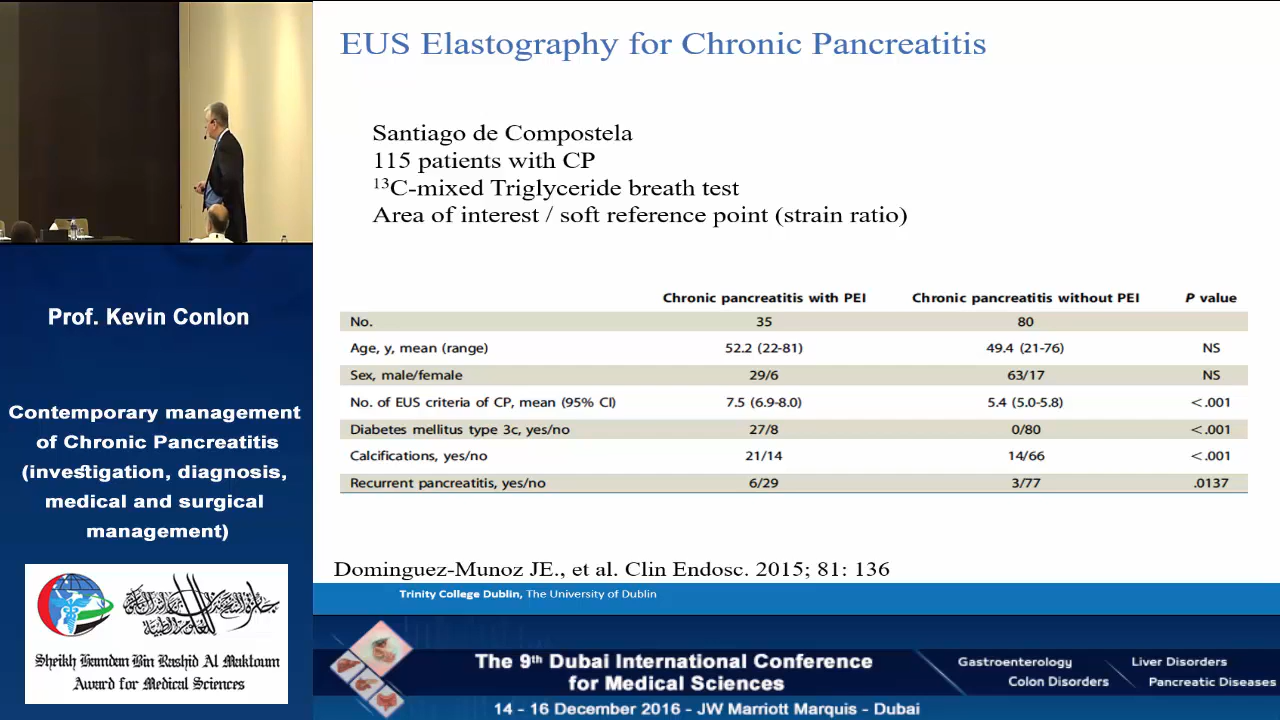 EUS Elastography for Chronic Pancreatitis
Santiago de Compostela
115 patients with CP
¹³C-mixed Triglyceride breath test
Area of interest / soft reference point (strain ratio)
Chronic pancreatitis with PEI Chronic pancreatitis without PEI P value
No. 35 80
Age, y, mean (range) 52.2 (22-81) 49.4 (21-76) NS
Sex, male/female 29/6 63/17 NS
No. of EUS criteria of CP, mean (95% CI) 7.5 (6.9-8.0) 5.4 (5.0-5.8) <.001
Diabetes mellitus type 3c, yes/no 27/8 0/80 <.001
Calcifications, yes/no 21/14 14/66 <.001
Recurrent pancreatitis, yes/no 6/29 3/77 .0137
Dominguez-Munoz JE., et al. Clin Endosc. 2015; 81: 136
Trinity College Dublin, The University of Dublin
Prof. Kevin Conlon
Contemporary management
of Chronic Pancreatitis
(investigation, diagnosis,
medical and surgical
management)
Sheikh Hamdan Bin Rashid Al Maktoum
Award for Medical Sciences
The 9th Dubai International Conference
for Medical Sciences
14 - 16 December 2016 - JW Marriott Marquis - Dubai
Gastroenterology Liver Disorders
Colon Disorders Pancreatic Diseases